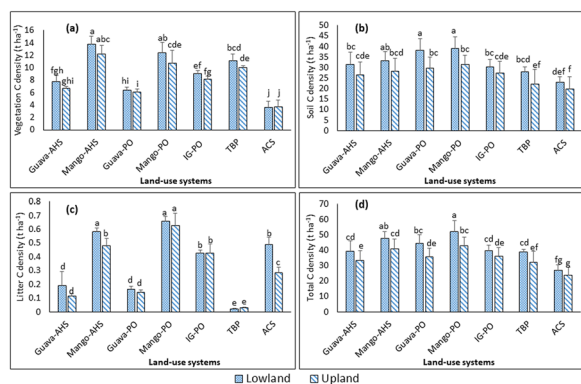 (a)
Vegetation C density (t ha-1)
16
14
12
10
8
6
4
2
0
fgh ghi a abc hi i ab cde ef fg bcd de j j
Guava-AHS Mango-AHS Guava-PO Mango-PO IG-PO TBP ACS
Land-use systems
(b)
Soil C density (t ha-1)
50
45
40
35
30
25
20
15
10
5
0
bc cde ab bcd a bc a bc bc cde cd ef def f
Guava-AHS Mango-AHS Guava-PO Mango-PO IG-PO TBP ACS
Land-use systems
(c)
Litter C density (t ha-1)
0.8
0.7
0.6
0.5
0.4
0.3
0.2
0.1
0
d d a b d d a a b b e e b c
Guava-AHS Mango-AHS Guava-PO Mango-PO IG-PO TBP ACS
Land-use systems
(d)
Total C density (t ha-1)
70
60
50
40
30
20
10
0
cd e ab cd bc de a bc cd de cd ef fg g
Guava-AHS Mango-AHS Guava-PO Mango-PO IG-PO TBP ACS
Land-use systems
Lowland Upland